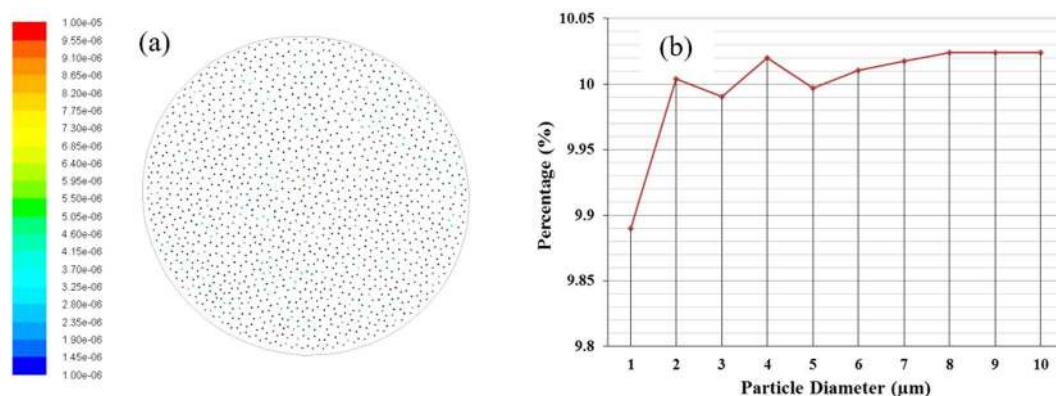 1.00e-05
9.55e-06
9.10e-06
8.65e-06
8.20e-06
7.75e-06
7.30e-06
6.85e-06
6.40e-06
5.95e-06
5.50e-06
5.05e-06
4.60e-06
4.15e-06
3.70e-06
3.25e-06
2.80e-06
2.35e-06
1.90e-06
1.45e-06
1.00e-06
(a)
(b)
Percentage (%)
10.05
10
9.95
9.9
9.85
9.8
1 2 3 4 5 6 7 8 9 10
Particle Diameter (µm)